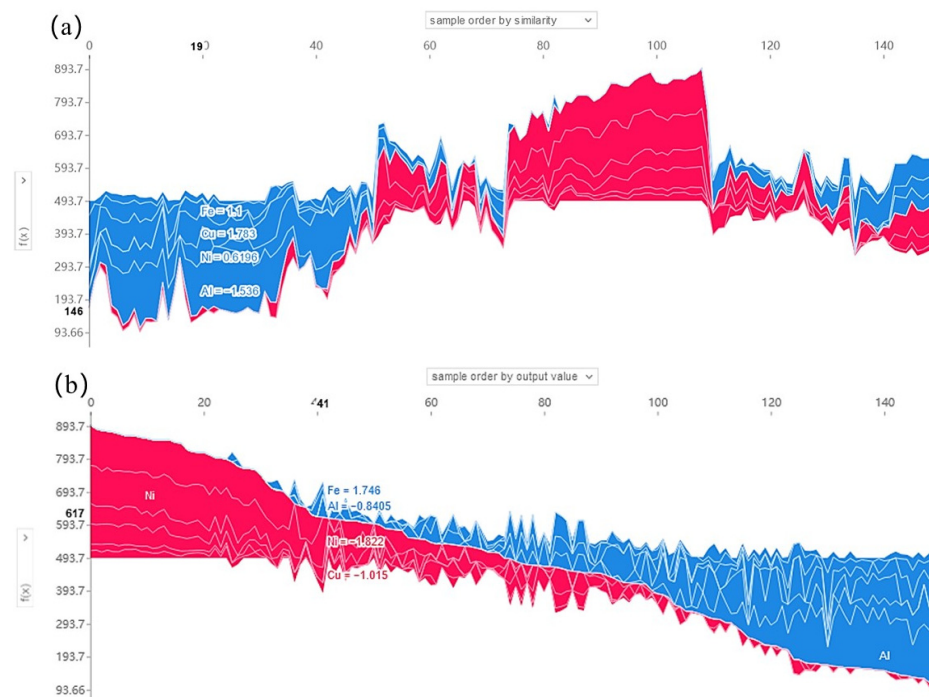 (a)
sample order by similarity
0 19 40 60 80 100 120 140
893.7
793.7
693.7
593.7
493.7
393.7
293.7
193.7
146
93.66
f(x)
Fe = 1.1
Cu = 1.783
Ni = 0.6196
Al = −1.536
(b)
sample order by output value
0 20 41 60 80 100 120 140
893.7
793.7
693.7
617
593.7
493.7
393.7
293.7
193.7
93.66
f(x)
Ni
Fe = 1.746
Al = −0.8405
Ni = −1.822
Cu = −1.015
Al